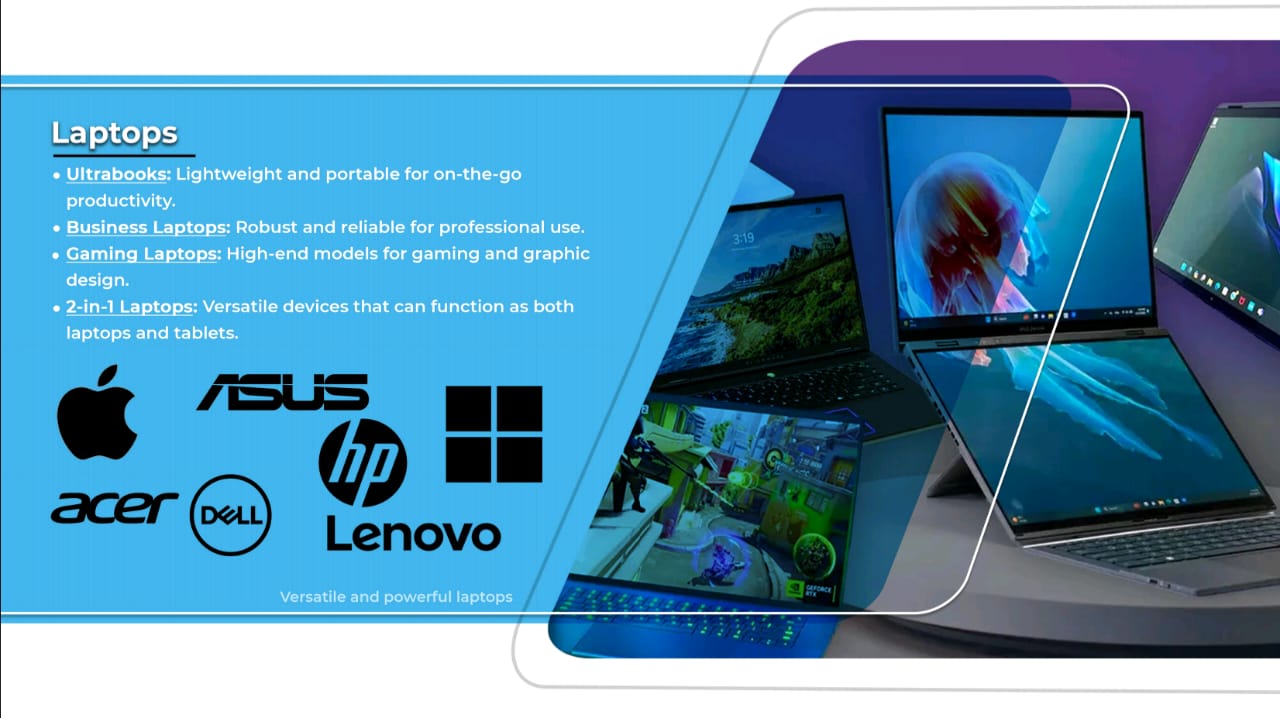 Laptops
• Ultrabooks: Lightweight and portable for on-the-go
productivity.
• Business Laptops: Robust and reliable for professional use.
• Gaming Laptops: High-end models for gaming and graphic
design.
• 2-in-1 Laptops: Versatile devices that can function as both
laptops and tablets.
ASUS
hp
acer
DELL
Lenovo
Versatile and powerful laptops
3:19
GEFORCE
RTX